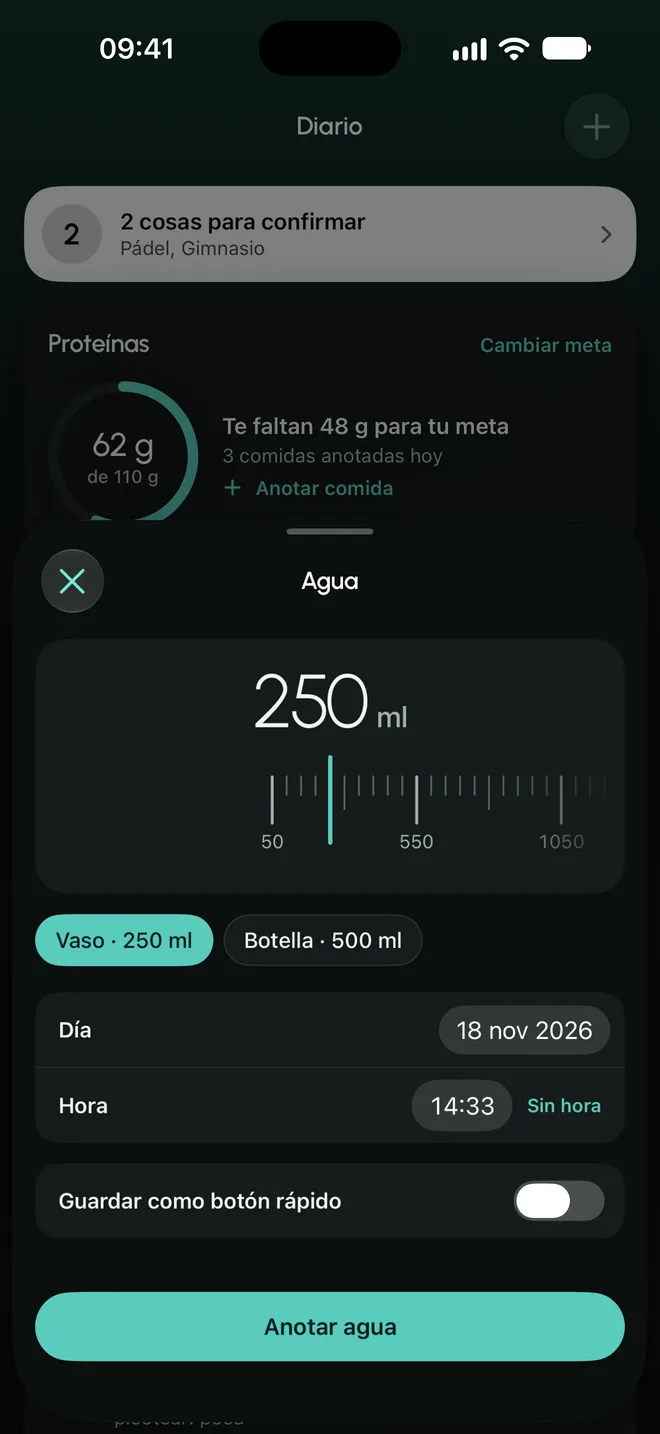 09:41
Diario
2
2 cosas para confirmar
Pádel, Gimnasio
Proteínas
Cambiar meta
62 g
de 110 g
Te faltan 48 g para tu meta
3 comidas anotadas hoy
+ Anotar comida
Agua
250 ml
50 550 1050
Vaso · 250 ml
Botella · 500 ml
Día
18 nov 2026
Hora
14:33
Sin hora
Guardar como botón rápido
Anotar agua